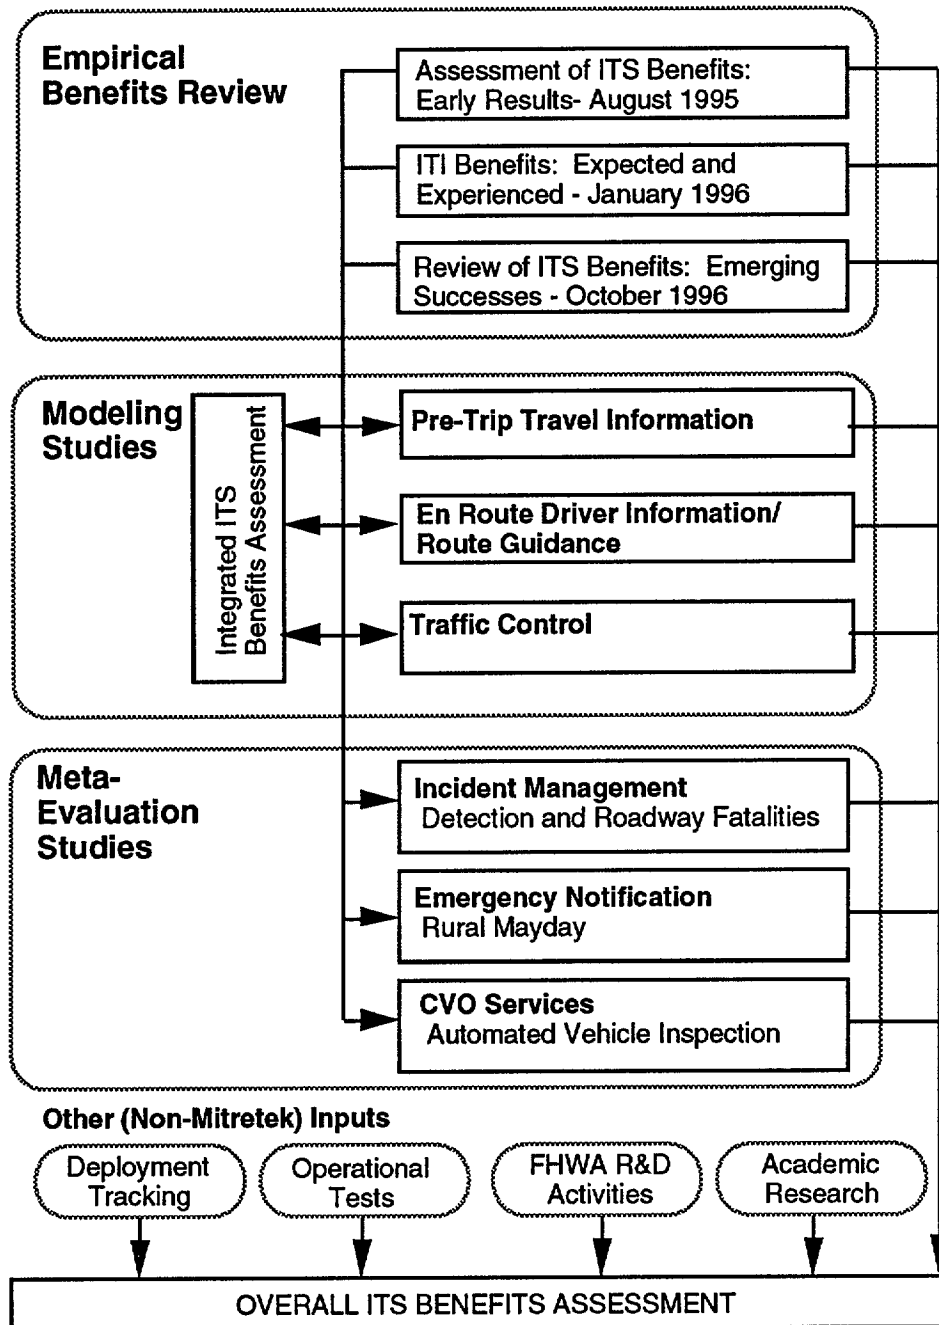 Empirical
Benefits Review
Assessment of ITS Benefits:
Early Results- August 1995
ITI Benefits: Expected and
Experienced - January 1996
Review of ITS Benefits: Emerging
Successes - October 1996
Modeling
Studies
Integrated ITS
Benefits Assessment
Pre-Trip Travel Information
En Route Driver Information/
Route Guidance
Traffic Control
Meta-
Evaluation
Studies
Incident Management
Detection and Roadway Fatalities
Emergency Notification
Rural Mayday
CVO Services
Automated Vehicle Inspection
Other (Non-Mitretek) Inputs
Deployment
Tracking
Operational
Tests
FHWA R&D
Activities
Academic
Research
OVERALL ITS BENEFITS ASSESSMENT